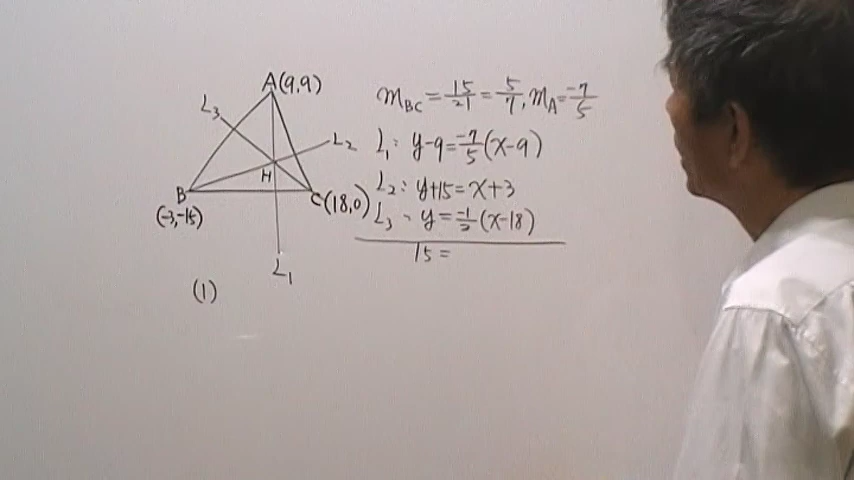 A(9,9)
L3
L2
H
B
(-3,-15)
C(18,0)
L1
(1)
mBC = 15/21 = 5/7, mA = -7/5
L1: y-9 = -7/5 (x-9)
L2: y+15 = x+3
L3: y = -1/2 (x-18)
15 =